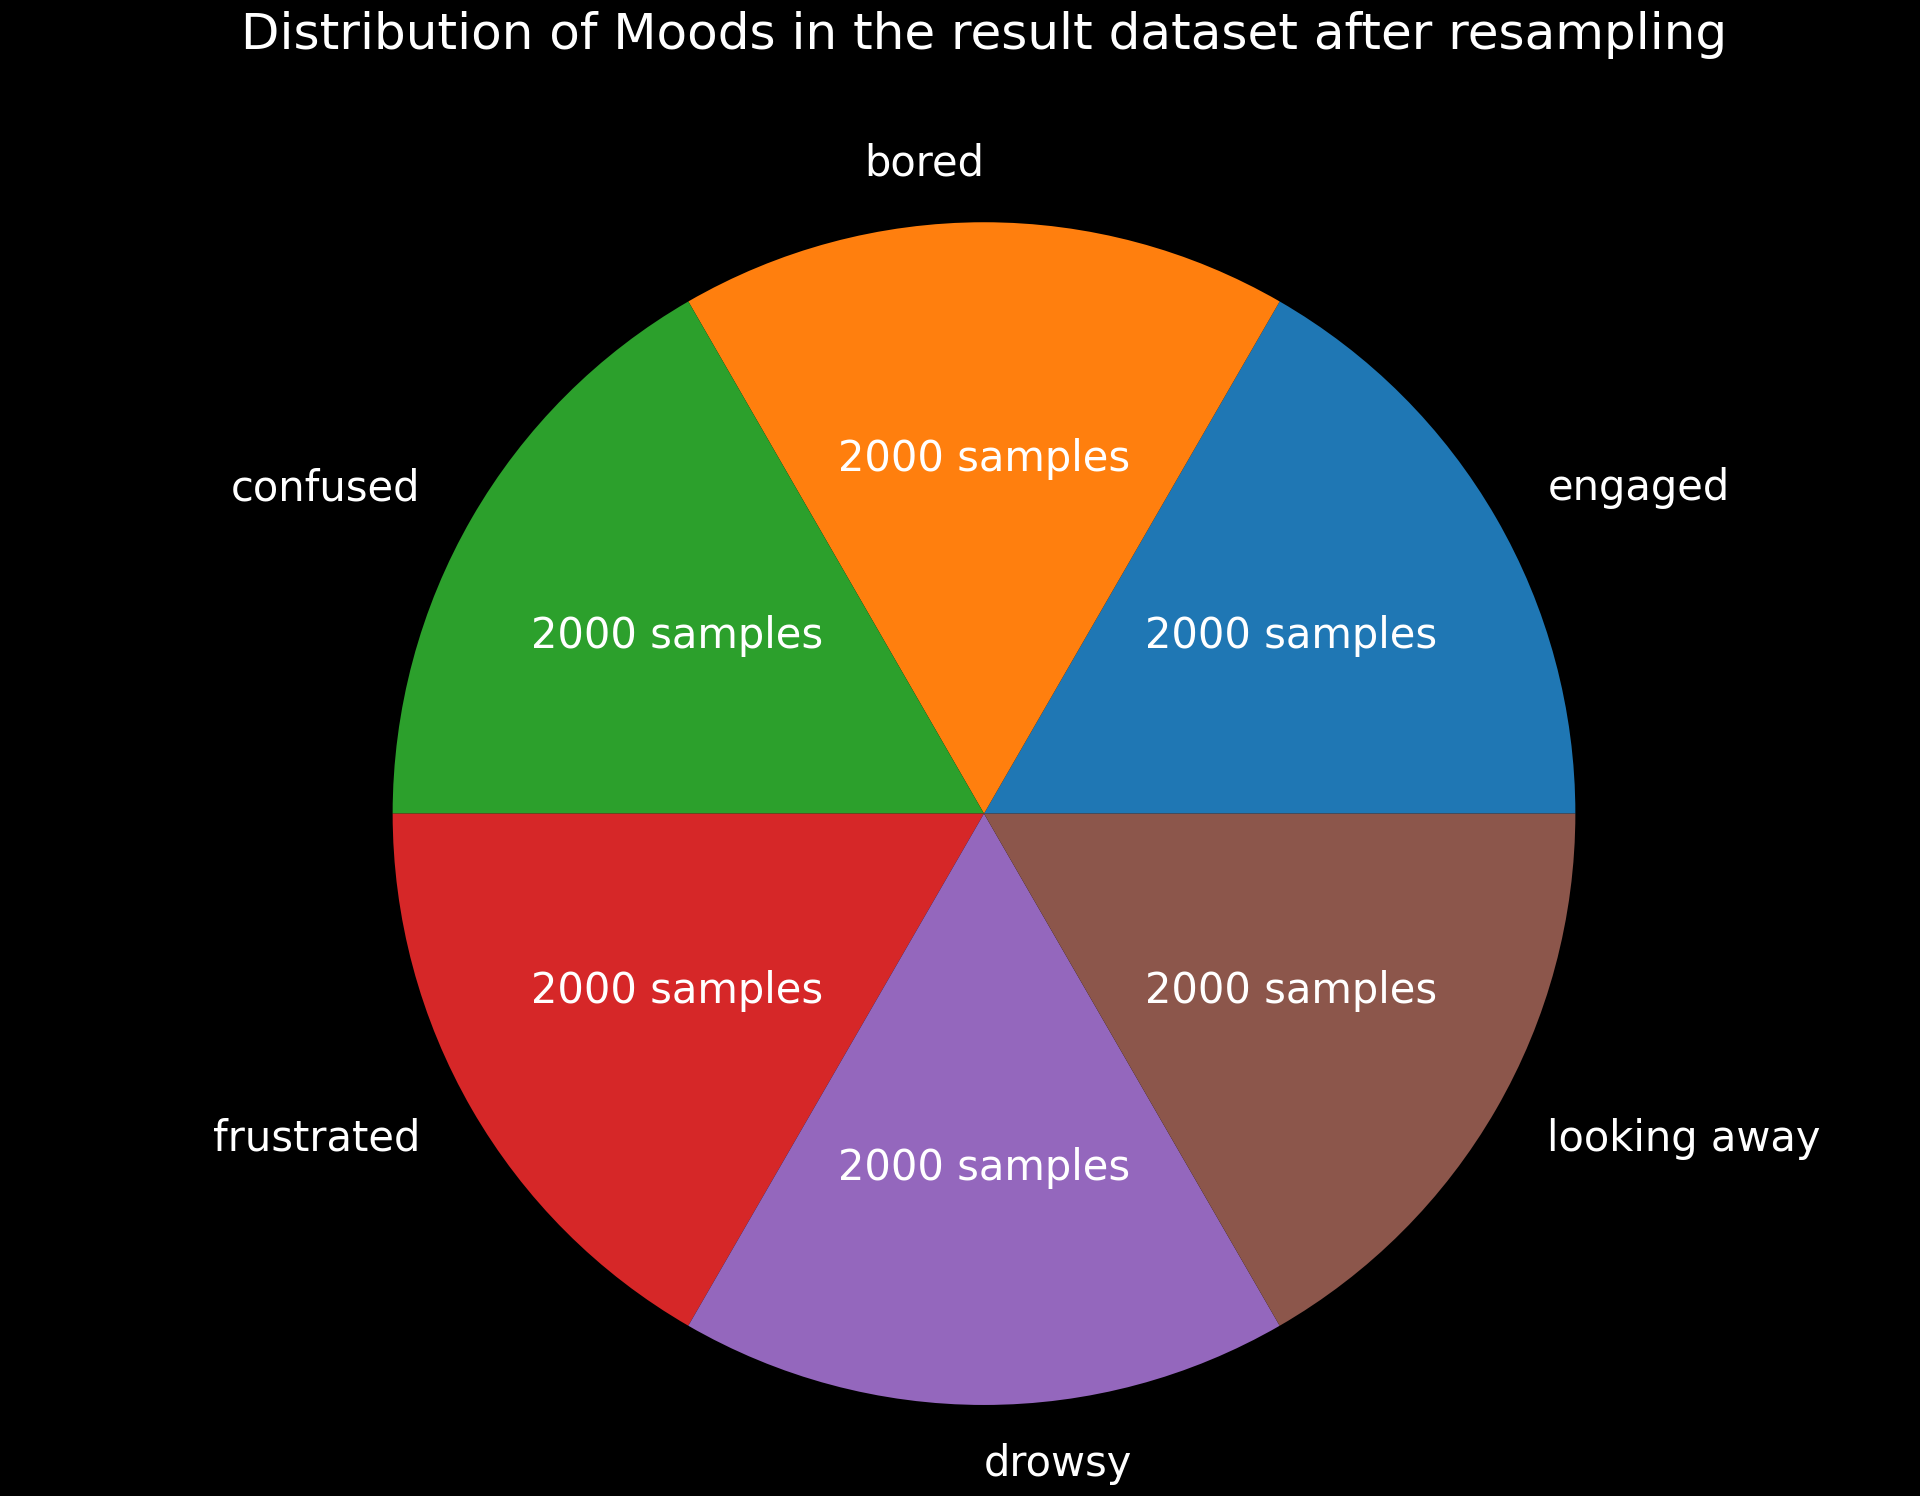 Distribution of Moods in the result dataset after resampling
bored
2000 samples
confused
engaged
2000 samples
2000 samples
2000 samples
2000 samples
frustrated
looking away
2000 samples
drowsy